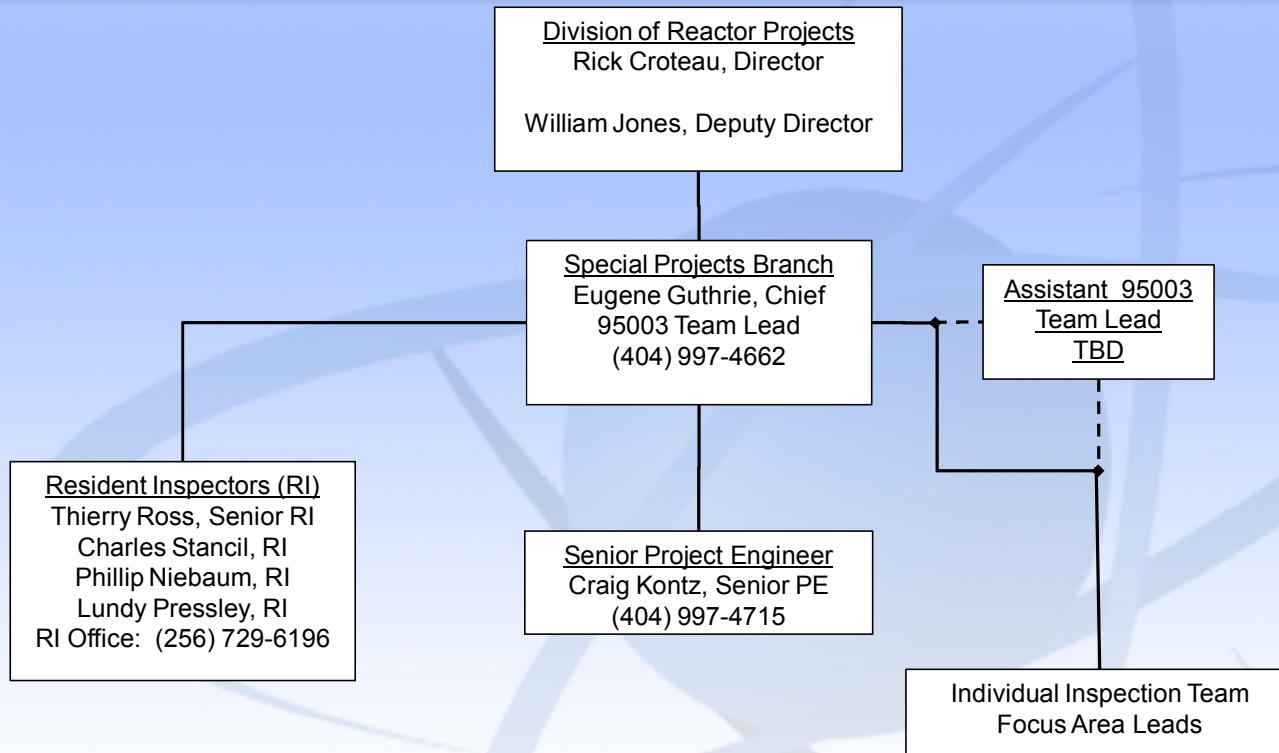 Division of Reactor Projects
Rick Croteau, Director
William Jones, Deputy Director
Special Projects Branch
Eugene Guthrie, Chief
95003 Team Lead
(404) 997-4662
Assistant 95003
Team Lead
TBD
Resident Inspectors (RI)
Thierry Ross, Senior RI
Charles Stancil, RI
Phillip Niebaum, RI
Lundy Pressley, RI
RI Office: (256) 729-6196
Senior Project Engineer
Craig Kontz, Senior PE
(404) 997-4715
Individual Inspection Team
Focus Area Leads